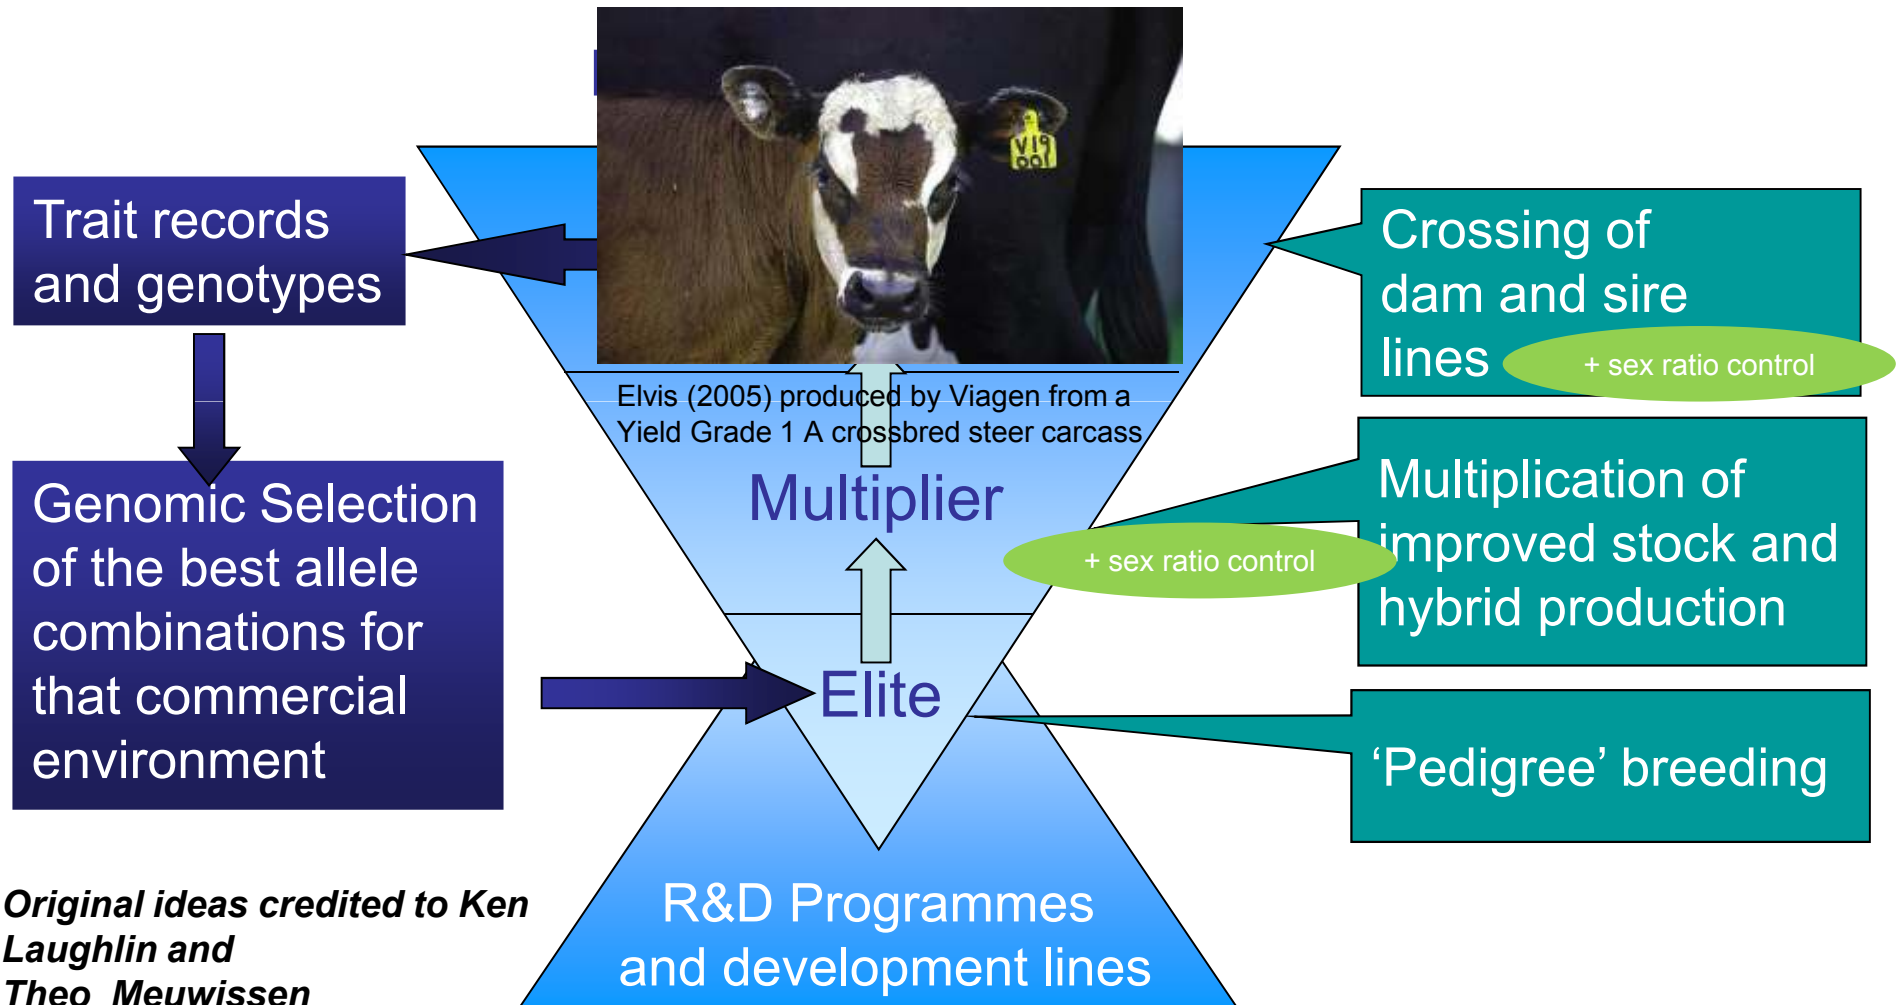 Trait records
and genotypes
Genomic Selection
of the best allele
combinations for
that commercial
environment
Original ideas credited to Ken
Laughlin and
Theo Meuwissen
V19
001
Elvis (2005) produced by Viagen from a
Yield Grade 1 A crossbred steer carcass
Multiplier
Elite
R&D Programmes
and development lines
Crossing of
dam and sire
lines
+ sex ratio control
Multiplication of
improved stock and
hybrid production
+ sex ratio control
‘Pedigree’ breeding